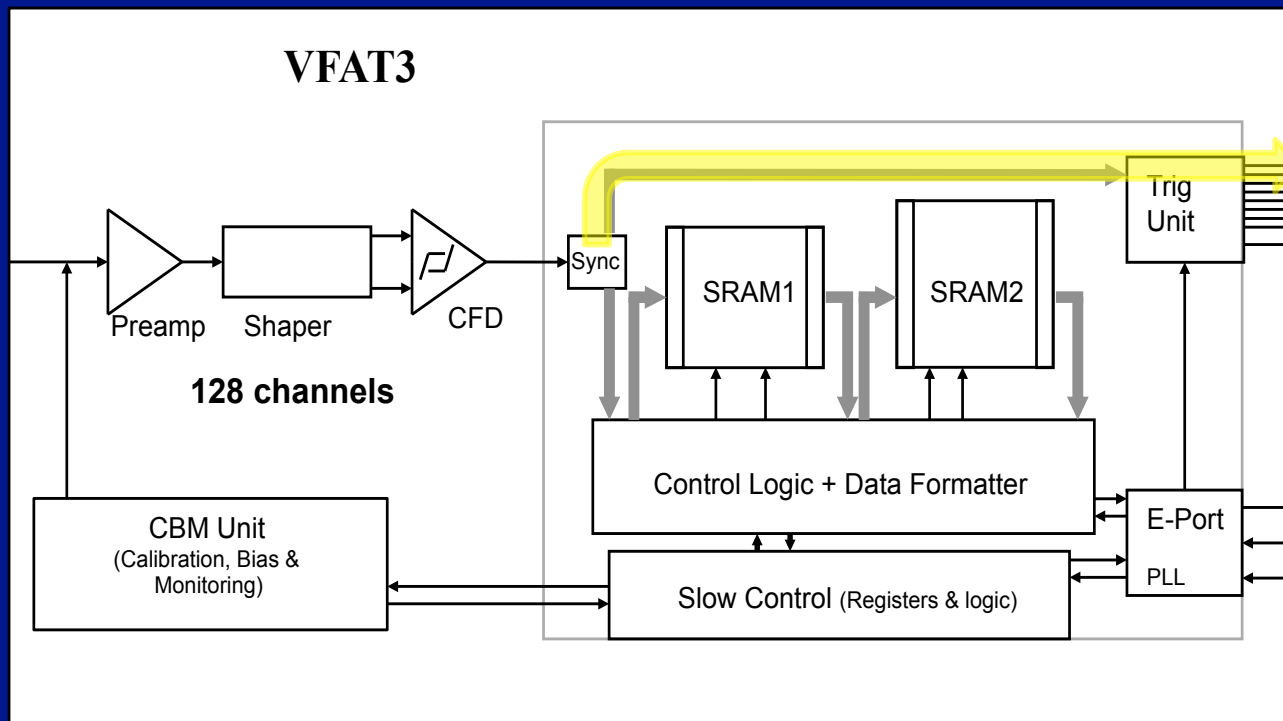 VFAT3
Trig
Unit
Sync
SRAM1
SRAM2
Preamp
Shaper
CFD
128 channels
Control Logic + Data Formatter
E-Port
PLL
CBM Unit
(Calibration, Bias &
Monitoring)
Slow Control (Registers & logic)